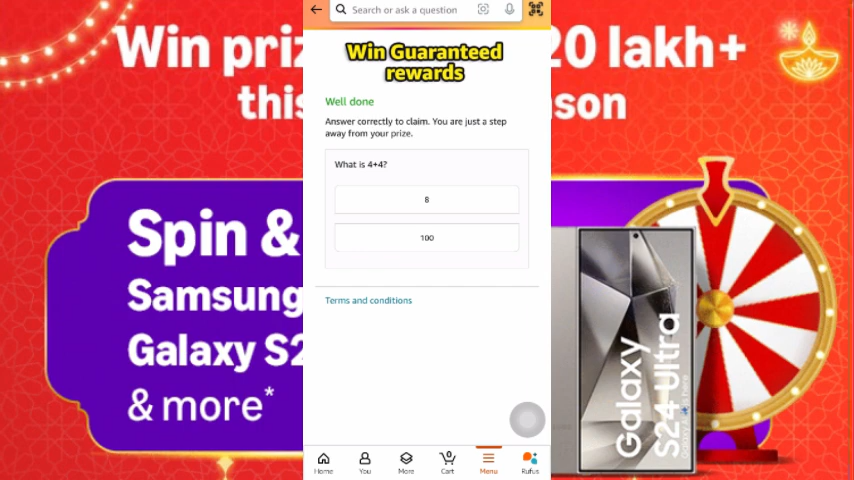 Win priz
20 lakh+
this
son
Spin &
Samsung
Galaxy S2
& more*
Search or ask a question
Win Guaranteed
rewards
Well done
Answer correctly to claim. You are just a step
away from your prize.
What is 4+4?
8
100
Terms and conditions
0
Home
You
More
Cart
Menu
Rufus
Galaxy
S24 Ultra